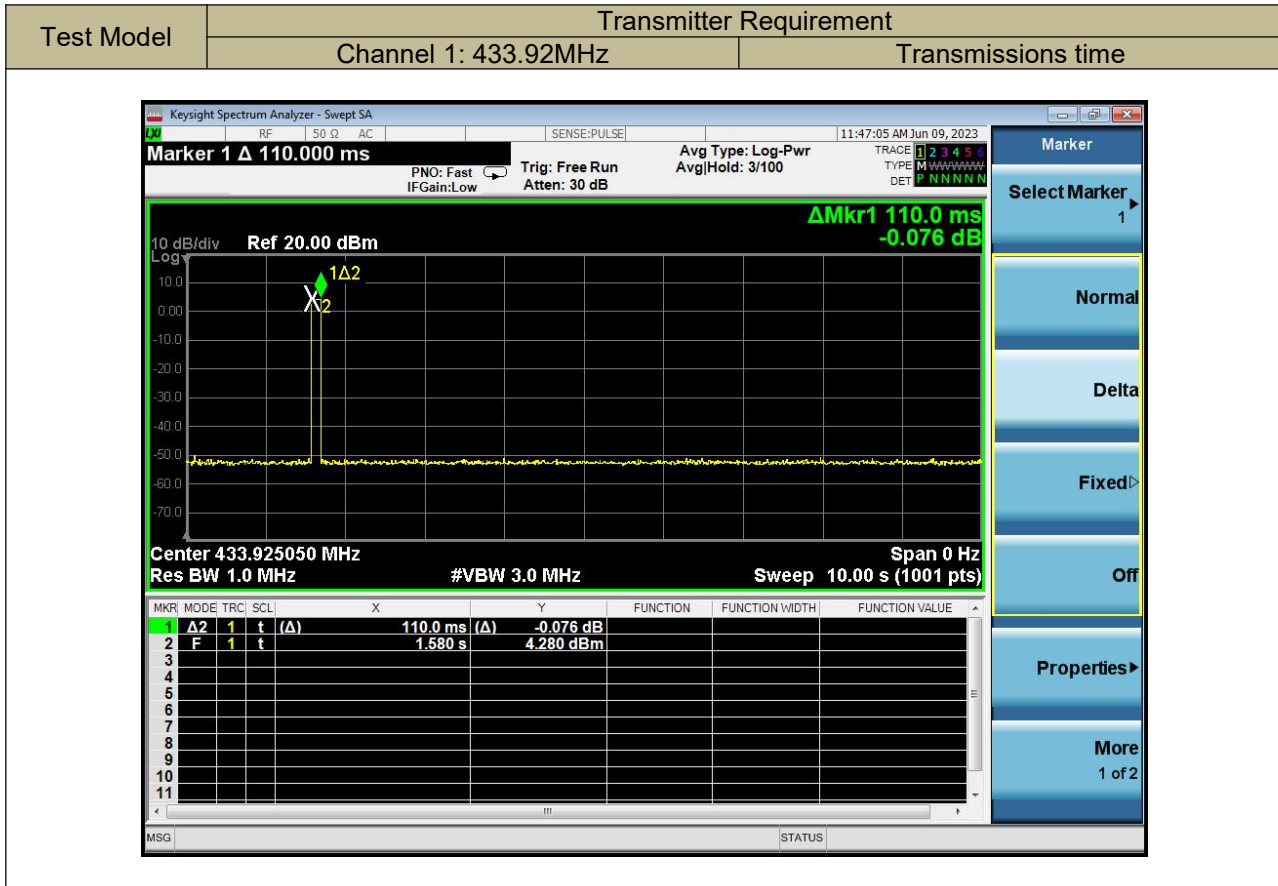 Test Model
Transmitter Requirement
Channel 1: 433.92MHz Transmissions time
Keysight Spectrum Analyzer - Swept SA
LXI RF 50 Ω AC SENSE:PULSE 11:47:05 AM Jun 09, 2023
Marker 1 Δ 110.000 ms
PNO: Fast
IFGain:Low
Trig: Free Run
Atten: 30 dB
Avg Type: Log-Pwr
Avg|Hold: 3/100
TRACE 1 2 3 4 5 6
TYPE M WWWWW
DET P N N N N N
ΔMkr1 110.0 ms
-0.076 dB
10 dB/div Ref 20.00 dBm
Log
10.0
0.00
-10.0
-20.0
-30.0
-40.0
-50.0
-60.0
-70.0
1Δ2
X2
Center 433.925050 MHz Span 0 Hz
Res BW 1.0 MHz #VBW 3.0 MHz Sweep 10.00 s (1001 pts)
MKR MODE TRC SCL X Y FUNCTION FUNCTION WIDTH FUNCTION VALUE
1 Δ2 1 t (Δ) 110.0 ms (Δ) -0.076 dB
2 F 1 t 1.580 s 4.280 dBm
3
4
5
6
7
8
9
10
11
MSG STATUS
Marker
Select Marker
1
Normal
Delta
Fixed
Off
Properties
More
1 of 2